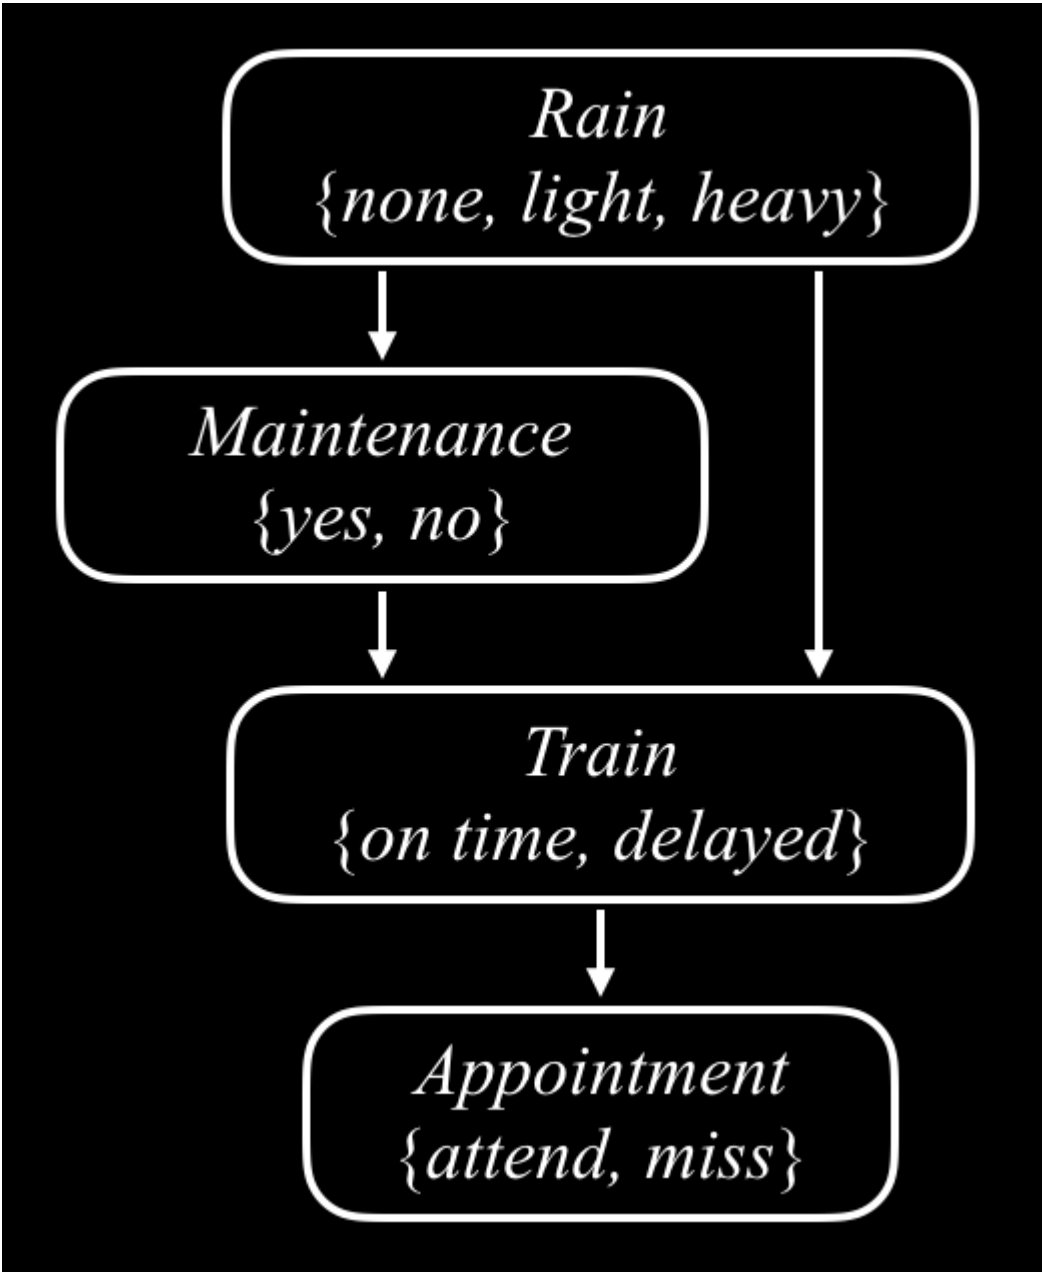 Rain
{none, light, heavy}
Maintenance
{yes, no}
Train
{on time, delayed}
Appointment
{attend, miss}